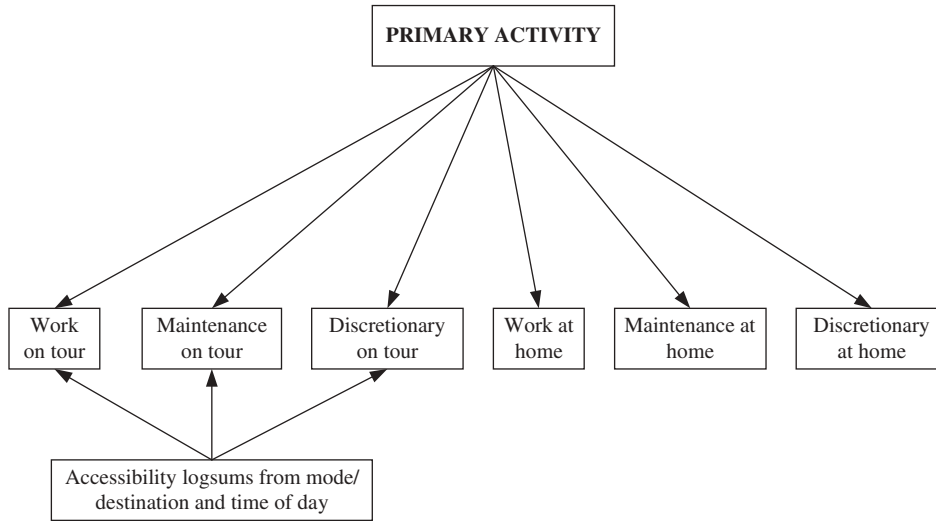 PRIMARY ACTIVITY
Work
on tour
Maintenance
on tour
Discretionary
on tour
Work at
home
Maintenance at
home
Discretionary
at home
Accessibility logsums from mode/
destination and time of day